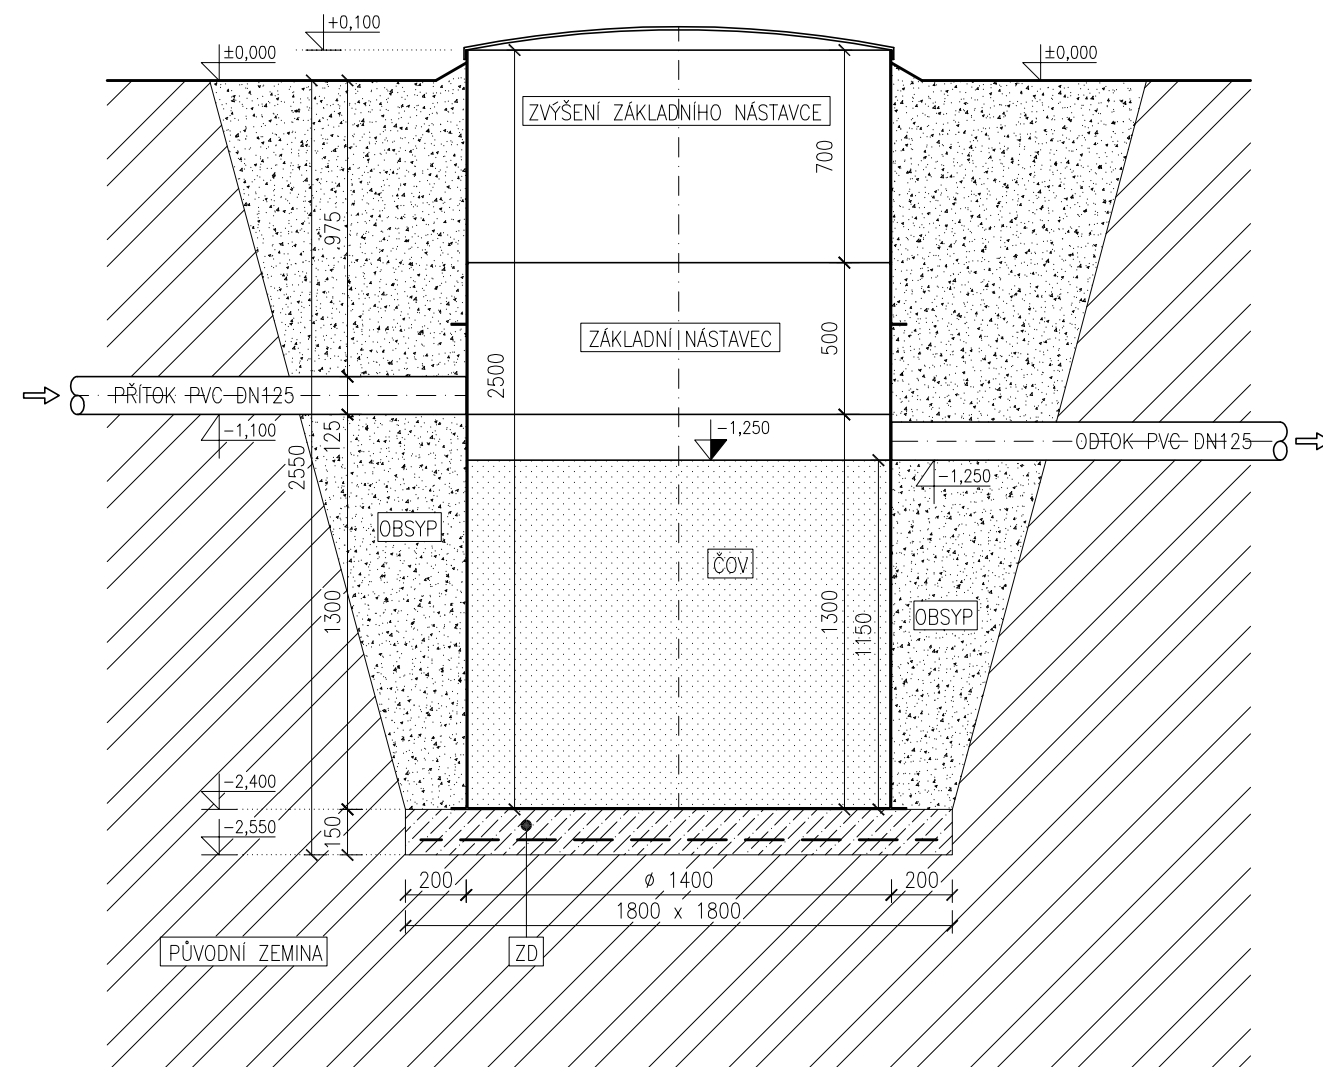 +0,100
±0,000
±0,000
ZVÝŠENÍ ZÁKLADNÍHO NÁSTAVCE
700
975
ZÁKLADNÍ NÁSTAVEC
500
2500
PŘÍTOK PVC DN125
-1,100
125
2550
-1,250
ODTOK PVC DN125
-1,250
OBSYP
ČOV
1300
1300
1150
OBSYP
-2,400
-2,550
150
200
ø 1400
200
1800 x 1800
PŮVODNÍ ZEMINA
ZD